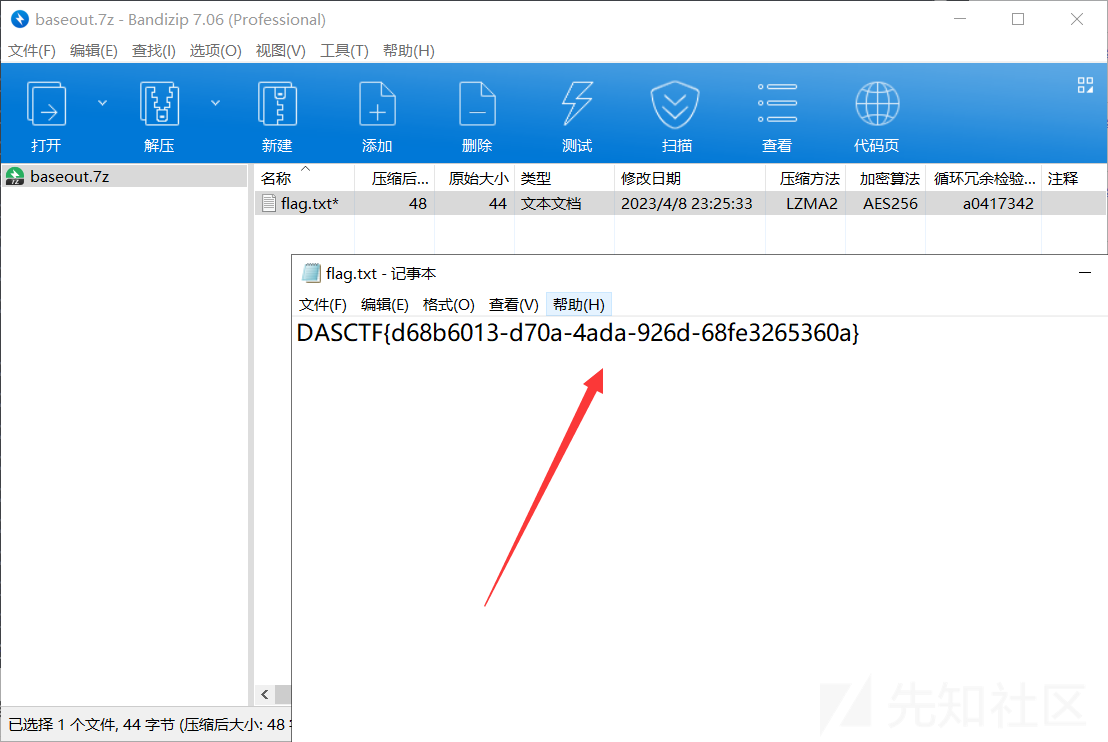 baseout.7z - Bandizip 7.06 (Professional)
文件(F) 编辑(E) 查找(I) 选项(O) 视图(V) 工具(T) 帮助(H)
打开 解压 新建 添加 删除 测试 扫描 查看 代码页
baseout.7z
名称 压缩后... 原始大小 类型 修改日期 压缩方法 加密算法 循环冗余检验... 注释
flag.txt* 48 44 文本文档 2023/4/8 23:25:33 LZMA2 AES256 a0417342
flag.txt - 记事本
文件(F) 编辑(E) 格式(O) 查看(V) 帮助(H)
DASCTF{d68b6013-d70a-4ada-926d-68fe3265360a}
已选择 1 个文件, 44 字节 (压缩后大小: 48
先知社区